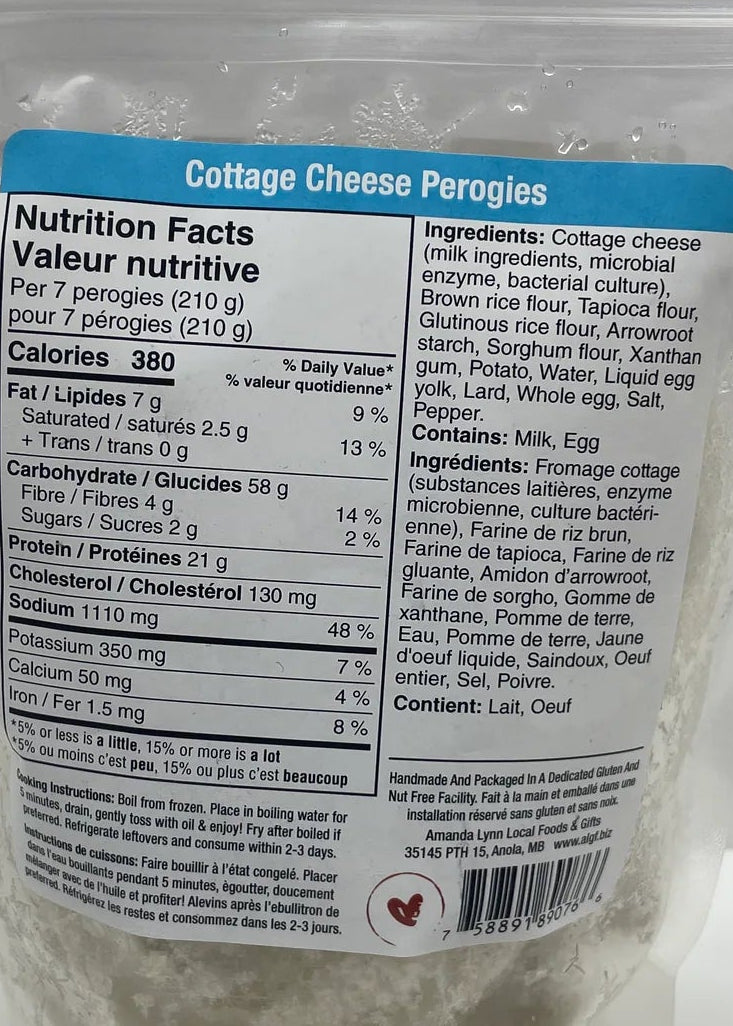 Cottage Cheese Perogies
Nutrition Facts
Valeur nutritive
Per 7 perogies (210 g)
pour 7 pérogies (210 g)
Calories 380
% Daily Value*
% valeur quotidienne*
Fat / Lipides 7 g 9 %
Saturated / saturés 2.5 g
+ Trans / trans 0 g 13 %
Carbohydrate / Glucides 58 g
Fibre / Fibres 4 g 14 %
Sugars / Sucres 2 g 2 %
Protein / Protéines 21 g
Cholesterol / Cholestérol 130 mg
Sodium 1110 mg 48 %
Potassium 350 mg 7 %
Calcium 50 mg 4 %
Iron / Fer 1.5 mg 8 %
*5% or less is a little, 15% or more is a lot
*5% ou moins c'est peu, 15% ou plus c'est beaucoup
Cooking Instructions: Boil from frozen. Place in boiling water for
5 minutes, drain, gently toss with oil & enjoy! Fry after boiled if
preferred. Refrigerate leftovers and consume within 2-3 days.
Instructions de cuissons: Faire bouillir à l'état congelé. Placer
dans l'eau bouillants pendant 5 minutes, ègoutter, doucement
mélanger avec de l'huile et profiter! Alevins après l'ebullitron de
preferred. Réfrigérez les restes et consommez dans les 2-3 jours.
Ingredients: Cottage cheese
(milk ingredients, microbial
enzyme, bacterial culture),
Brown rice flour, Tapioca flour,
Glutinous rice flour, Arrowroot
starch, Sorghum flour, Xanthan
gum, Potato, Water, Liquid egg
yolk, Lard, Whole egg, Salt,
Pepper.
Contains: Milk, Egg
Ingrédients: Fromage cottage
(substances laitières, enzyme
microbienne, culture bactéri-
enne), Farine de riz brun,
Farine de tapioca, Farine de riz
gluante, Amidon d'arrowroot,
Farine de sorgho, Gomme de
xanthane, Pomme de terre,
Eau, Pomme de terre, Jaune
d'oeuf liquide, Saindoux, Oeuf
entier, Sel, Poivre.
Contient: Lait, Oeuf
Handmade And Packaged In A Dedicated Gluten And
Nut Free Facility. Fait à la main et emballé dans une
installation réservé sans gluten et sans noix.
Amanda Lynn Local Foods & Gifts
35145 PTH 15, Anola, MB www.algf.biz
7 58891 89076 6